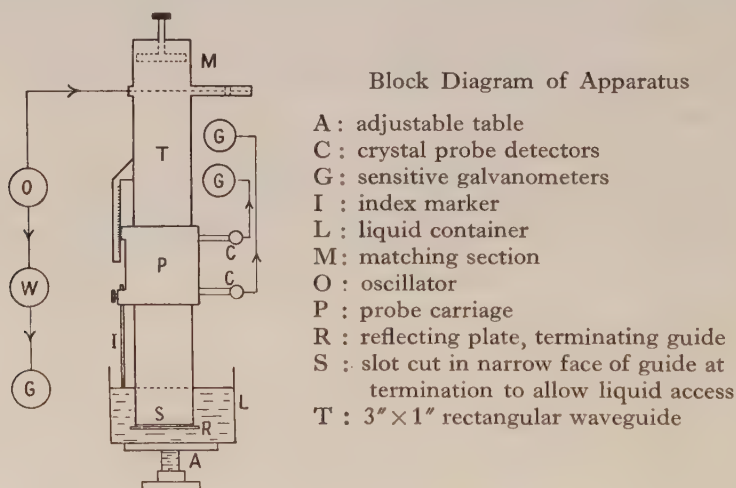 M
Block Diagram of Apparatus
A : adjustable table
C : crystal probe detectors
G : sensitive galvanometers
I : index marker
L : liquid container
M : matching section
O : oscillator
P : probe carriage
R : reflecting plate, terminating guide
S : slot cut in narrow face of guide at
termination to allow liquid access
T : 3″×1″ rectangular waveguide
G
T
G
O
C
P
C
W
I
G
L
S
R
A